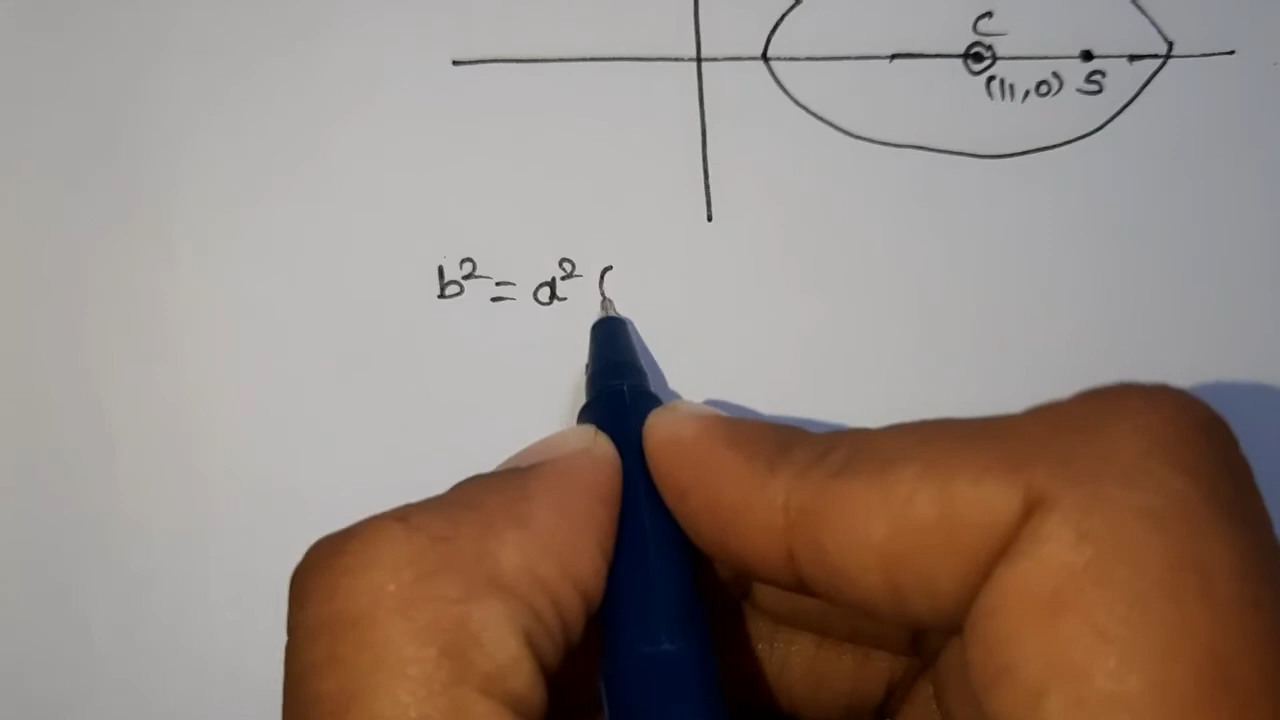 C
(11,0) S
b² = a² (